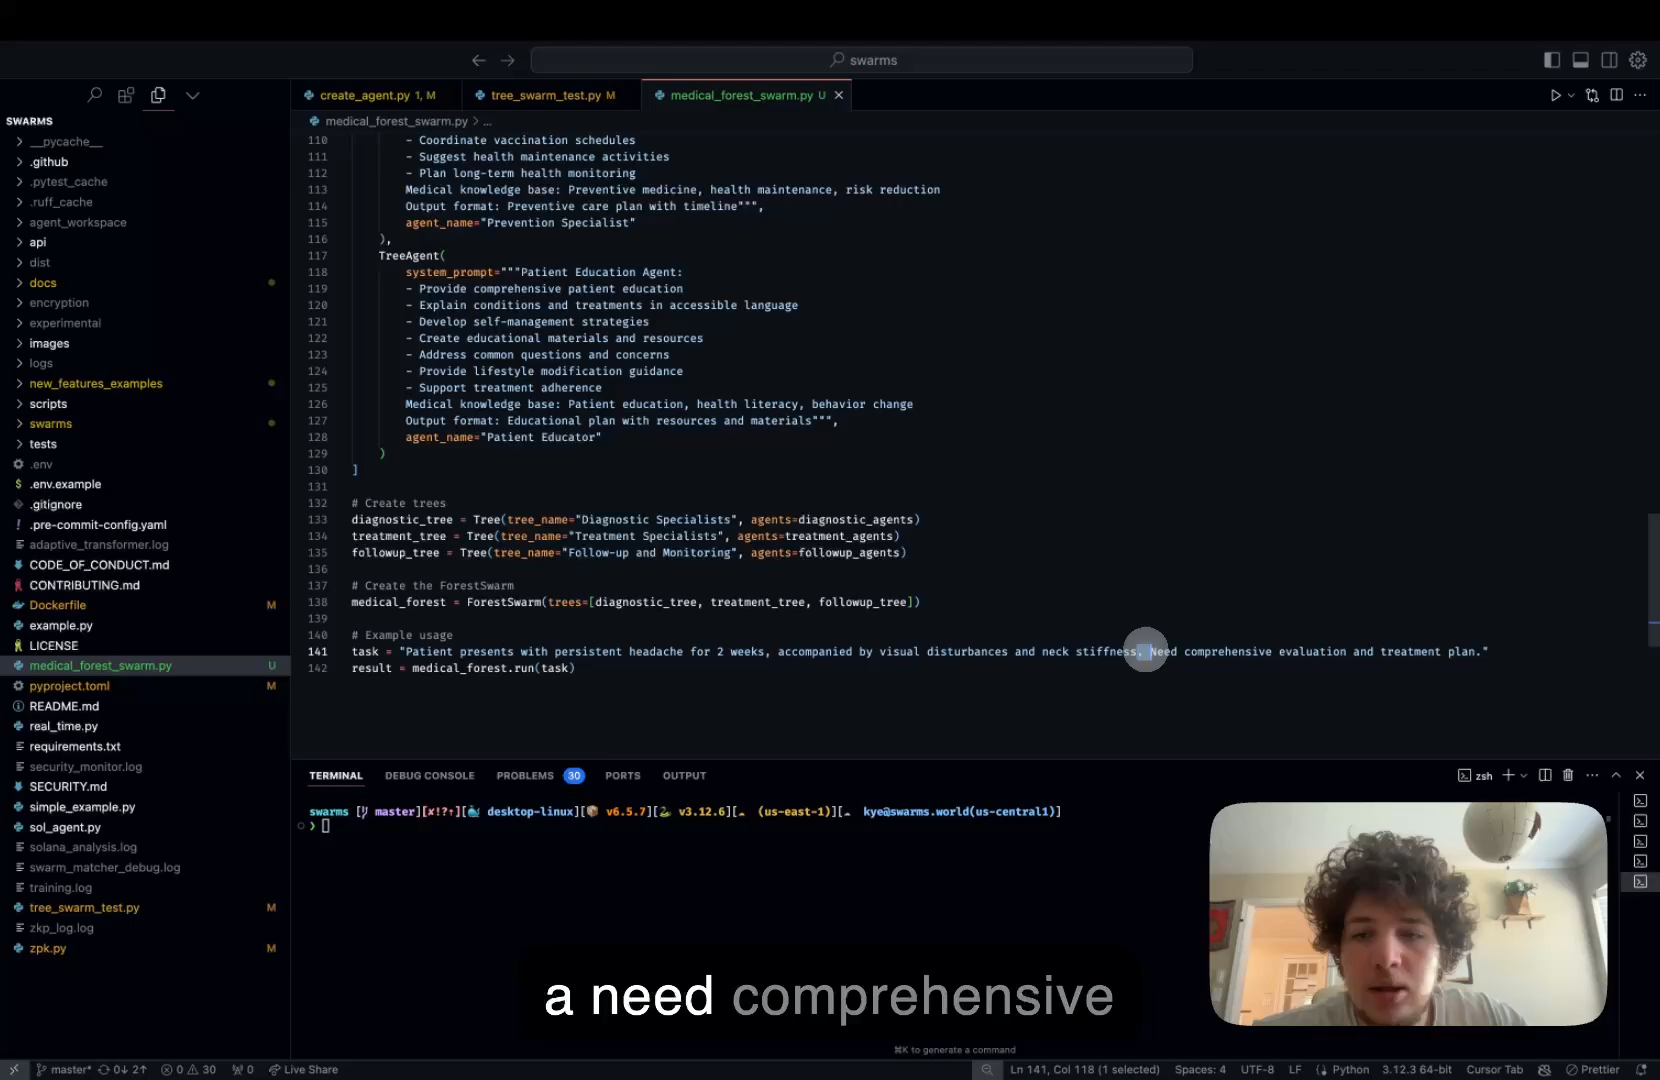 swarms
create_agent.py 1, M
tree_swarm_test.py M
medical_forest_swarm.py U
SWARMS
medical_forest_swarm.py > ...
__pycache__
.github
.pytest_cache
.ruff_cache
agent_workspace
api
dist
docs
encryption
experimental
images
logs
new_features_examples
scripts
swarms
tests
.env
.env.example
.gitignore
.pre-commit-config.yaml
adaptive_transformer.log
CODE_OF_CONDUCT.md
CONTRIBUTING.md
Dockerfile M
example.py
LICENSE
medical_forest_swarm.py U
pyproject.toml M
README.md
real_time.py
requirements.txt
security_monitor.log
SECURITY.md
simple_example.py
sol_agent.py
solana_analysis.log
swarm_matcher_debug.log
training.log
tree_swarm_test.py M
zkp_log.log
zpk.py M
110 - Coordinate vaccination schedules
111 - Suggest health maintenance activities
112 - Plan long-term health monitoring
113 Medical knowledge base: Preventive medicine, health maintenance, risk reduction
114 Output format: Preventive care plan with timeline""",
115 agent_name="Prevention Specialist"
116 ),
117 TreeAgent(
118 system_prompt="""Patient Education Agent:
119 - Provide comprehensive patient education
120 - Explain conditions and treatments in accessible language
121 - Develop self-management strategies
122 - Create educational materials and resources
123 - Address common questions and concerns
124 - Provide lifestyle modification guidance
125 - Support treatment adherence
126 Medical knowledge base: Patient education, health literacy, behavior change
127 Output format: Educational plan with resources and materials""",
128 agent_name="Patient Educator"
129 )
130 ]
131
132 # Create trees
133 diagnostic_tree = Tree(tree_name="Diagnostic Specialists", agents=diagnostic_agents)
134 treatment_tree = Tree(tree_name="Treatment Specialists", agents=treatment_agents)
135 followup_tree = Tree(tree_name="Follow-up and Monitoring", agents=followup_agents)
136
137 # Create the ForestSwarm
138 medical_forest = ForestSwarm(trees=[diagnostic_tree, treatment_tree, followup_tree])
139
140 # Example usage
141 task = "Patient presents with persistent headache for 2 weeks, accompanied by visual disturbances and neck stiffness. Need comprehensive evaluation and treatment plan."
142 result = medical_forest.run(task)
TERMINAL DEBUG CONSOLE PROBLEMS 30 PORTS OUTPUT
zsh
swarms [master][✘!?⇡][desktop-linux][v6.5.7][v3.12.6][(us-east-1)][kye@swarms.world(us-central1)]
❯
a need comprehensive
⌘K to generate a command
master* 0↓ 2↑ 0 30 0 Live Share
Ln 141, Col 118 (1 selected) Spaces: 4 UTF-8 LF Python 3.12.3 64-bit Cursor Tab Prettier